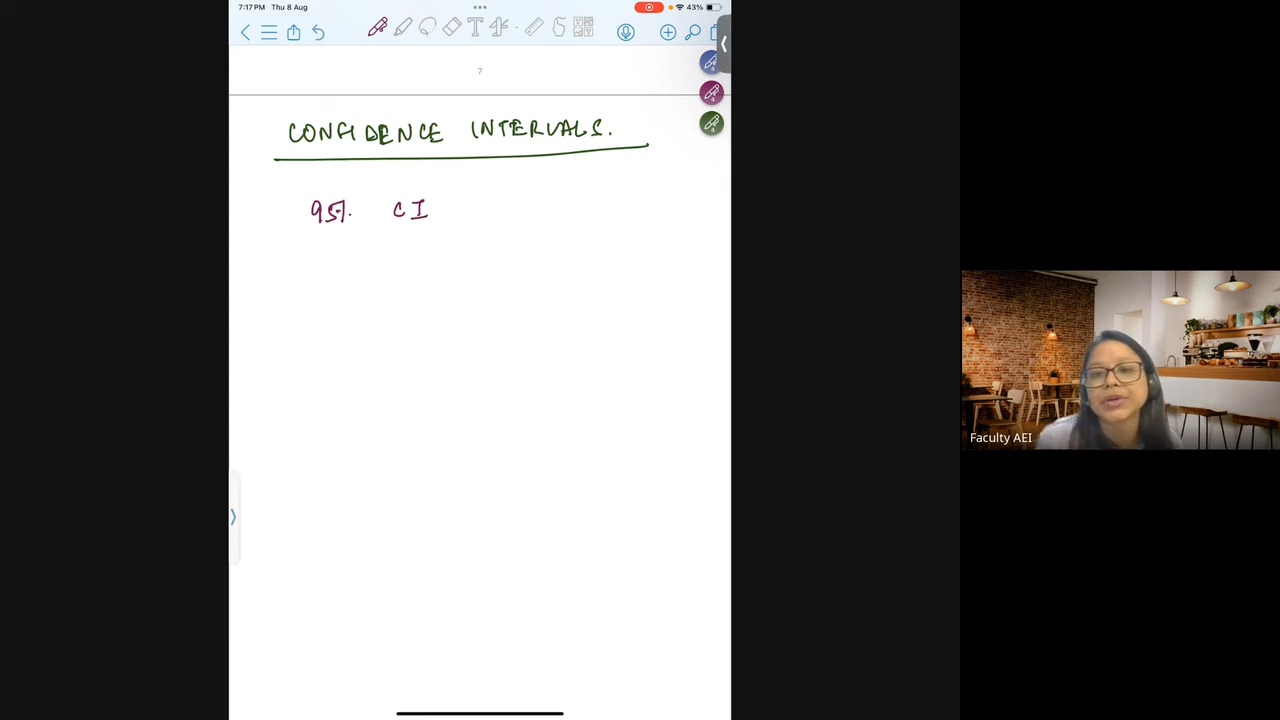 7:17 PM Thu 8 Aug
43%
7
CONFIDENCE INTERVALS.
95% CI
Faculty AEI